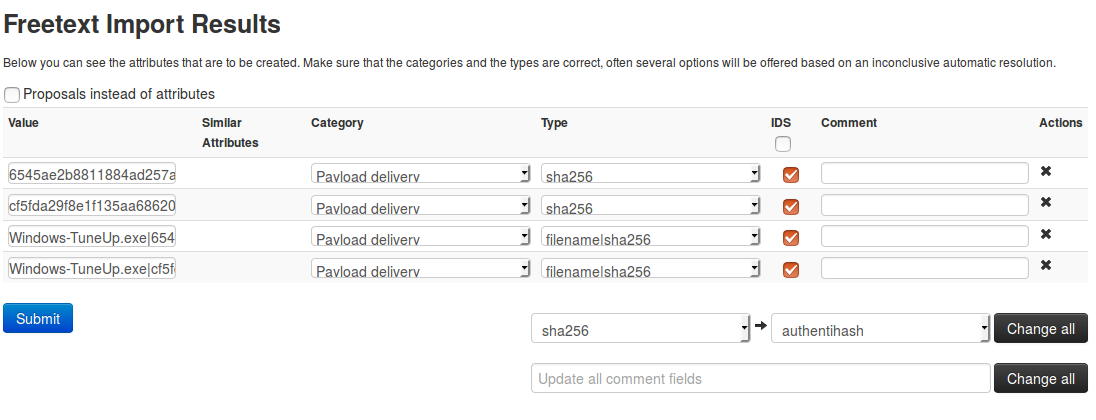 Freetext Import Results
Below you can see the attributes that are to be created. Make sure that the categories and the types are correct, often several options will be offered based on an inconclusive automatic resolution.
Proposals instead of attributes
Value Similar Attributes Category Type IDS Comment Actions
6545ae2b8811884ad257a Payload delivery sha256
cf5fda29f8e1f135aa68620 Payload delivery sha256
Windows-TuneUp.exe|654 Payload delivery filename|sha256
Windows-TuneUp.exe|cf5f Payload delivery filename|sha256
Submit
sha256 authentihash Change all
Update all comment fields Change all